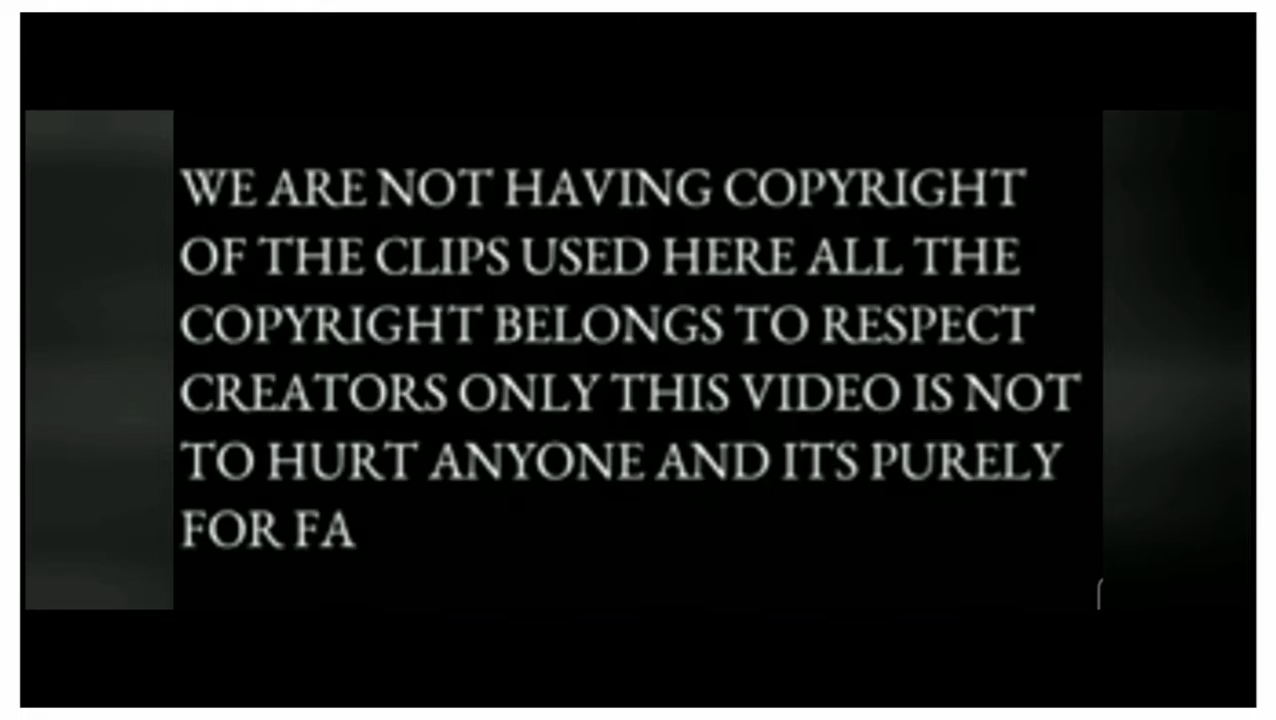 WE ARE NOT HAVING COPYRIGHT
OF THE CLIPS USED HERE ALL THE
COPYRIGHT BELONGS TO RESPECT
CREATORS ONLY THIS VIDEO IS NOT
TO HURT ANYONE AND ITS PURELY
FOR FA